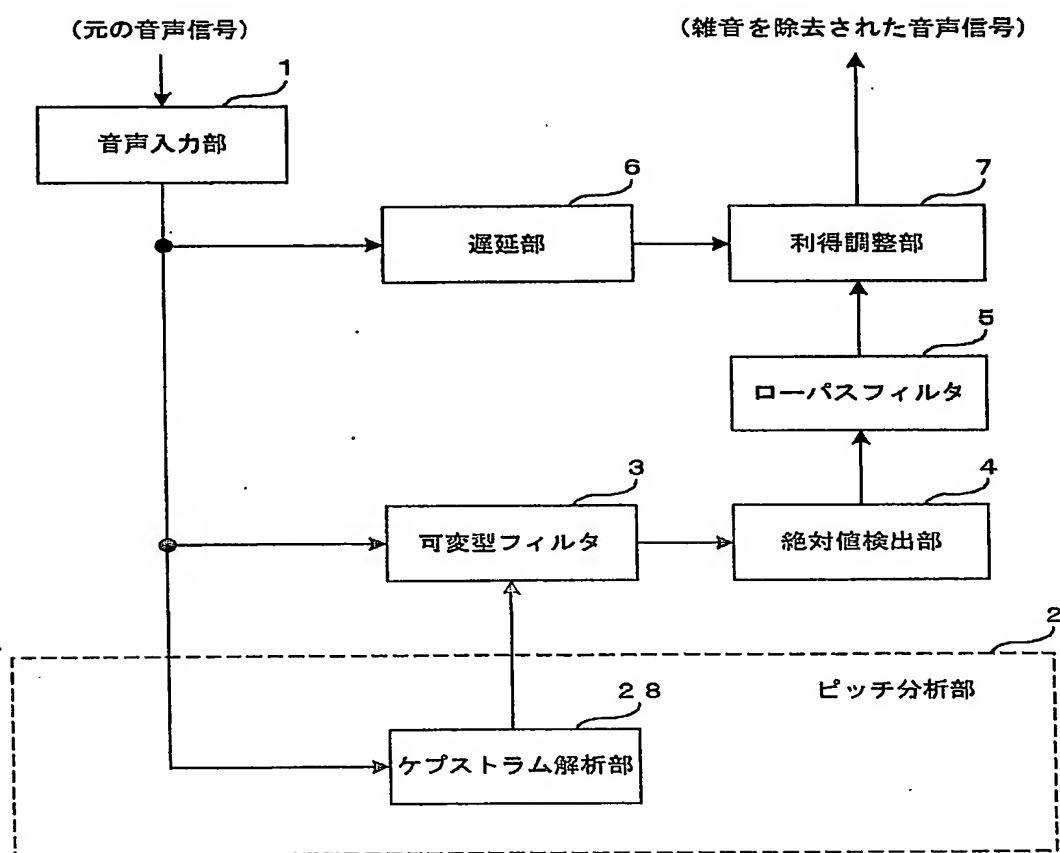 (元の音声信号)
(雑音を除去された音声信号)
1
音声入力部
6
遅延部
7
利得調整部
5
ローパスフィルタ
3
可変型フィルタ
4
絶対値検出部
2
ピッチ分析部
28
ケプストラム解析部